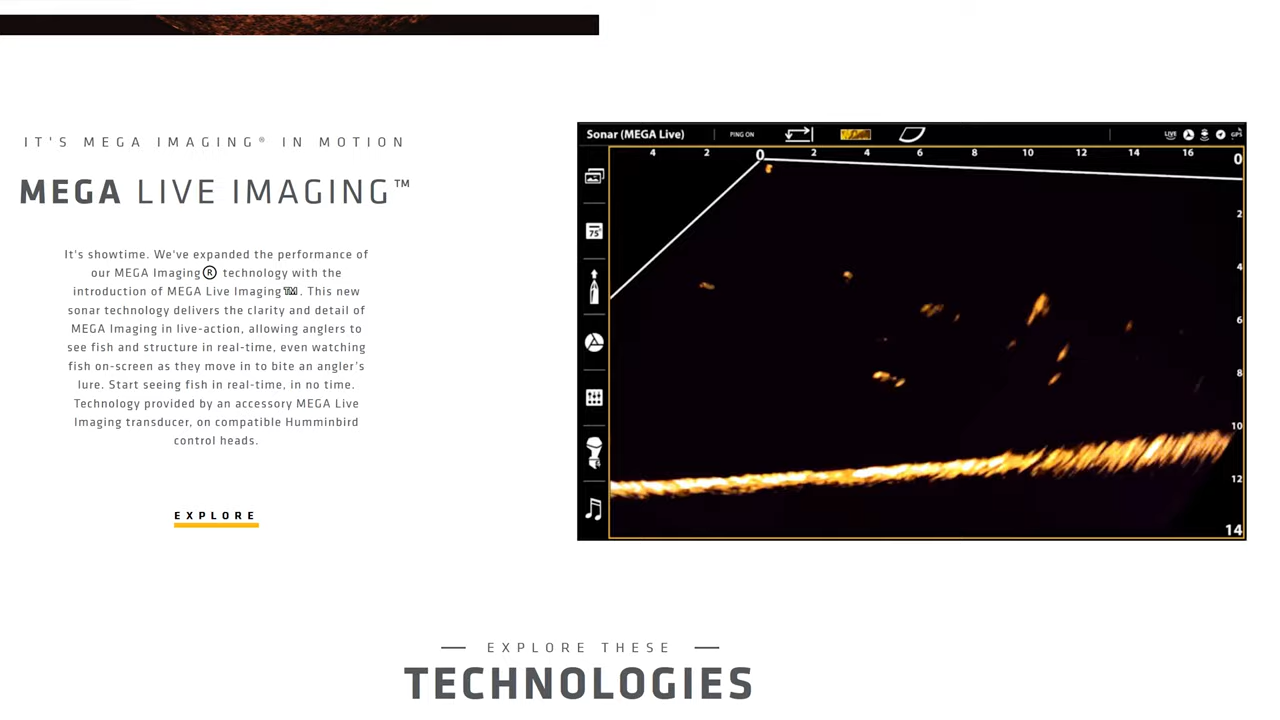 IT'S MEGA IMAGING® IN MOTION
MEGA LIVE IMAGING™
It's showtime. We've expanded the performance of
our MEGA Imaging® technology with the
introduction of MEGA Live Imaging™. This new
sonar technology delivers the clarity and detail of
MEGA Imaging in live-action, allowing anglers to
see fish and structure in real-time, even watching
fish on-screen as they move in to bite an angler's
lure. Start seeing fish in real-time, in no time.
Technology provided by an accessory MEGA Live
Imaging transducer, on compatible Humminbird
control heads.
EXPLORE
Sonar (MEGA Live) PING ON LIVE GPS
4 2 0 2 4 6 8 10 12 14 16 0
75°
2
4
6
8
10
12
14
EXPLORE THESE
TECHNOLOGIES